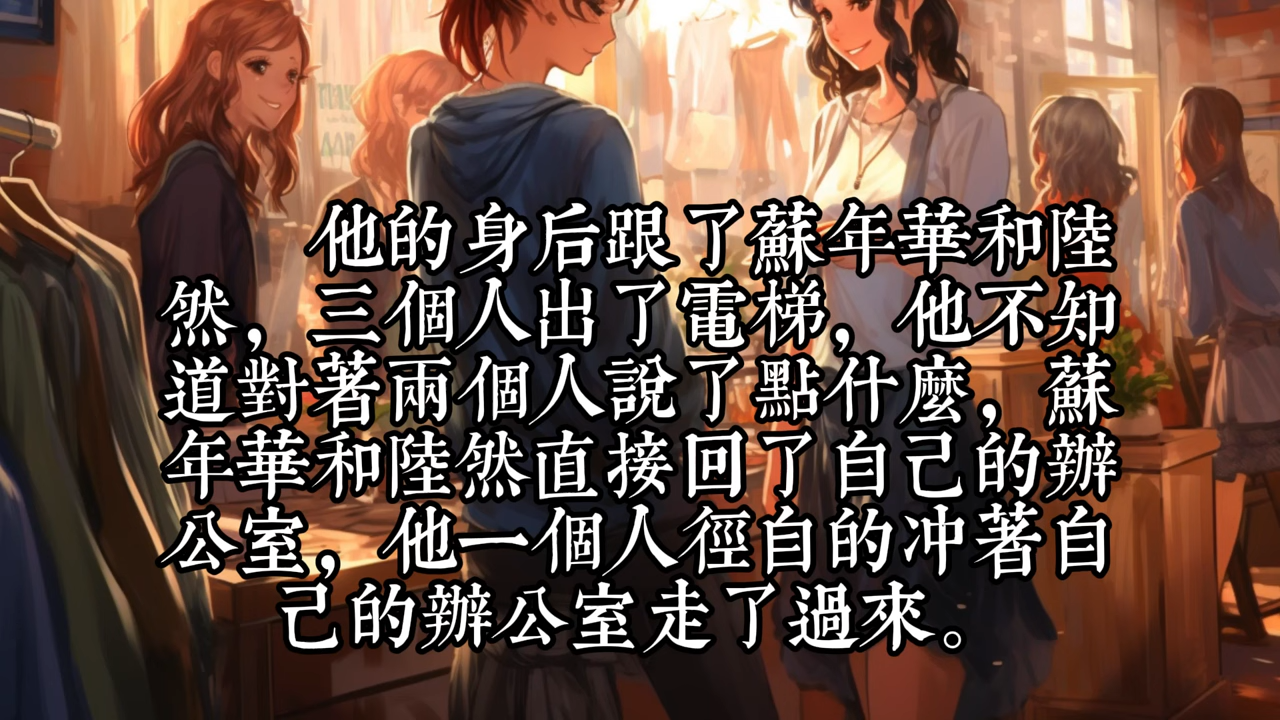 他的身后跟了蘇年華和陸
然，三個人出了電梯，他不知
道對著兩個人說了點什麼，蘇
年華和陸然直接回了自己的辦
公室，他一個人徑自的冲著自
己的辦公室走了過來。